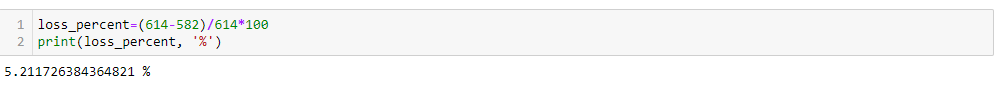 1 loss_percent=(614-582)/614*100
2 print(loss_percent, '%')
5.211726384364821 %